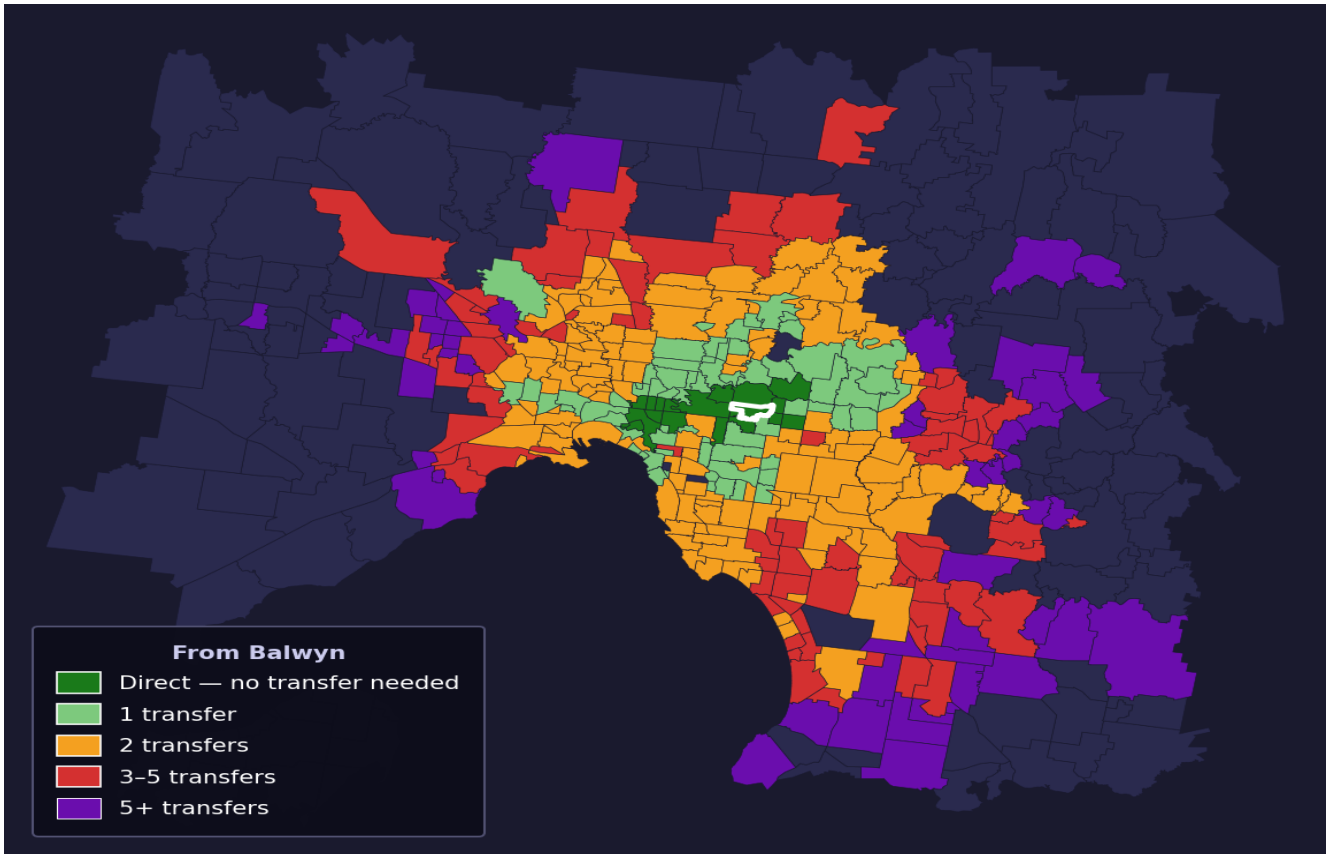 From Balwyn
Direct — no transfer needed
1 transfer
2 transfers
3–5 transfers
5+ transfers